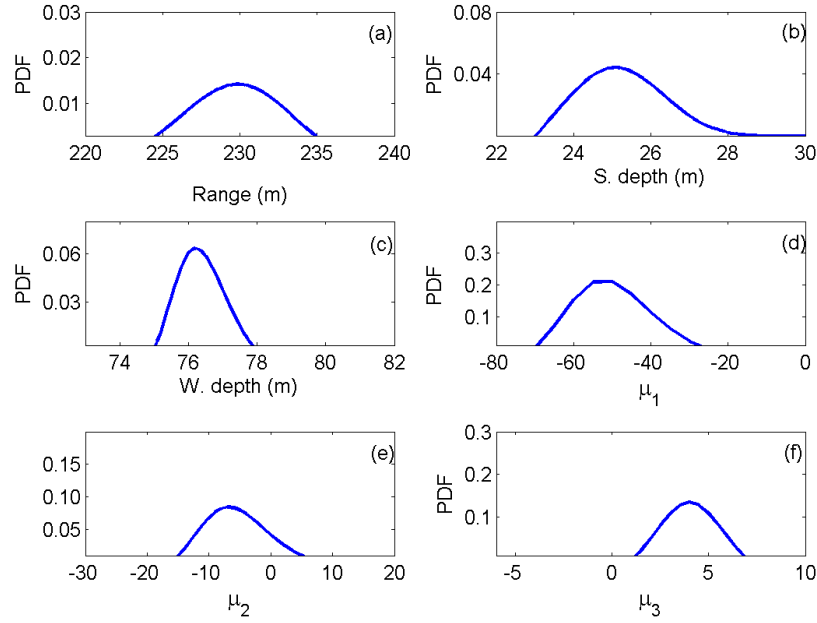 (a)
PDF
0.03
0.02
0.01
220 225 230 235 240
Range (m)
(b)
PDF
0.08
0.04
22 24 26 28 30
S. depth (m)
(c)
PDF
0.06
0.03
74 76 78 80 82
W. depth (m)
(d)
PDF
0.4
0.3
0.2
0.1
-80 -60 -40 -20 0
μ1
(e)
0.15
0.10
0.05
-30 -20 -10 0 10 20
μ2
(f)
PDF
0.3
0.2
0.1
-5 0 5 10
μ3